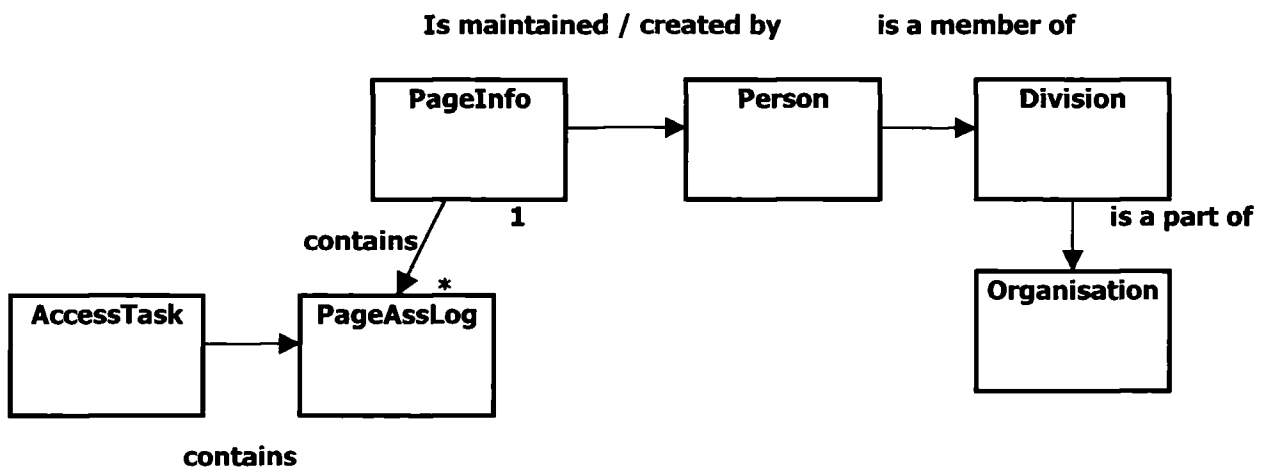 Is maintained / created by
is a member of
PageInfo
Person
Division
1
is a part of
contains
*
Organisation
AccessTask
PageAssLog
contains